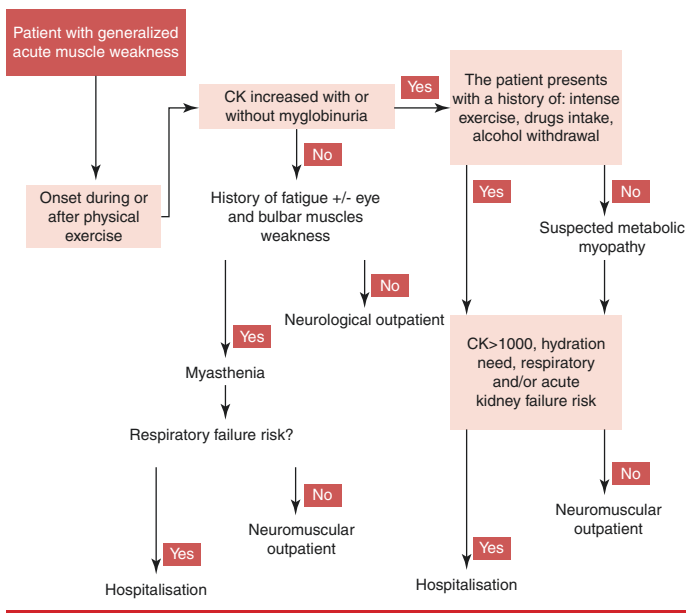 Patient with generalized
acute muscle weakness
Onset during or
after physical
exercise
CK increased with or
without myglobinuria
Yes
The patient presents
with a history of: intense
exercise, drugs intake,
alcohol withdrawal
No
History of fatigue +/- eye
and bulbar muscles
weakness
Yes
No
Suspected metabolic
myopathy
No
Neurological outpatient
Yes
Myasthenia
CK>1000, hydration
need, respiratory
and/or acute
kidney failure risk
Respiratory failure risk?
No
Neuromuscular
outpatient
No
Neuromuscular
outpatient
Yes
Hospitalisation
Yes
Hospitalisation